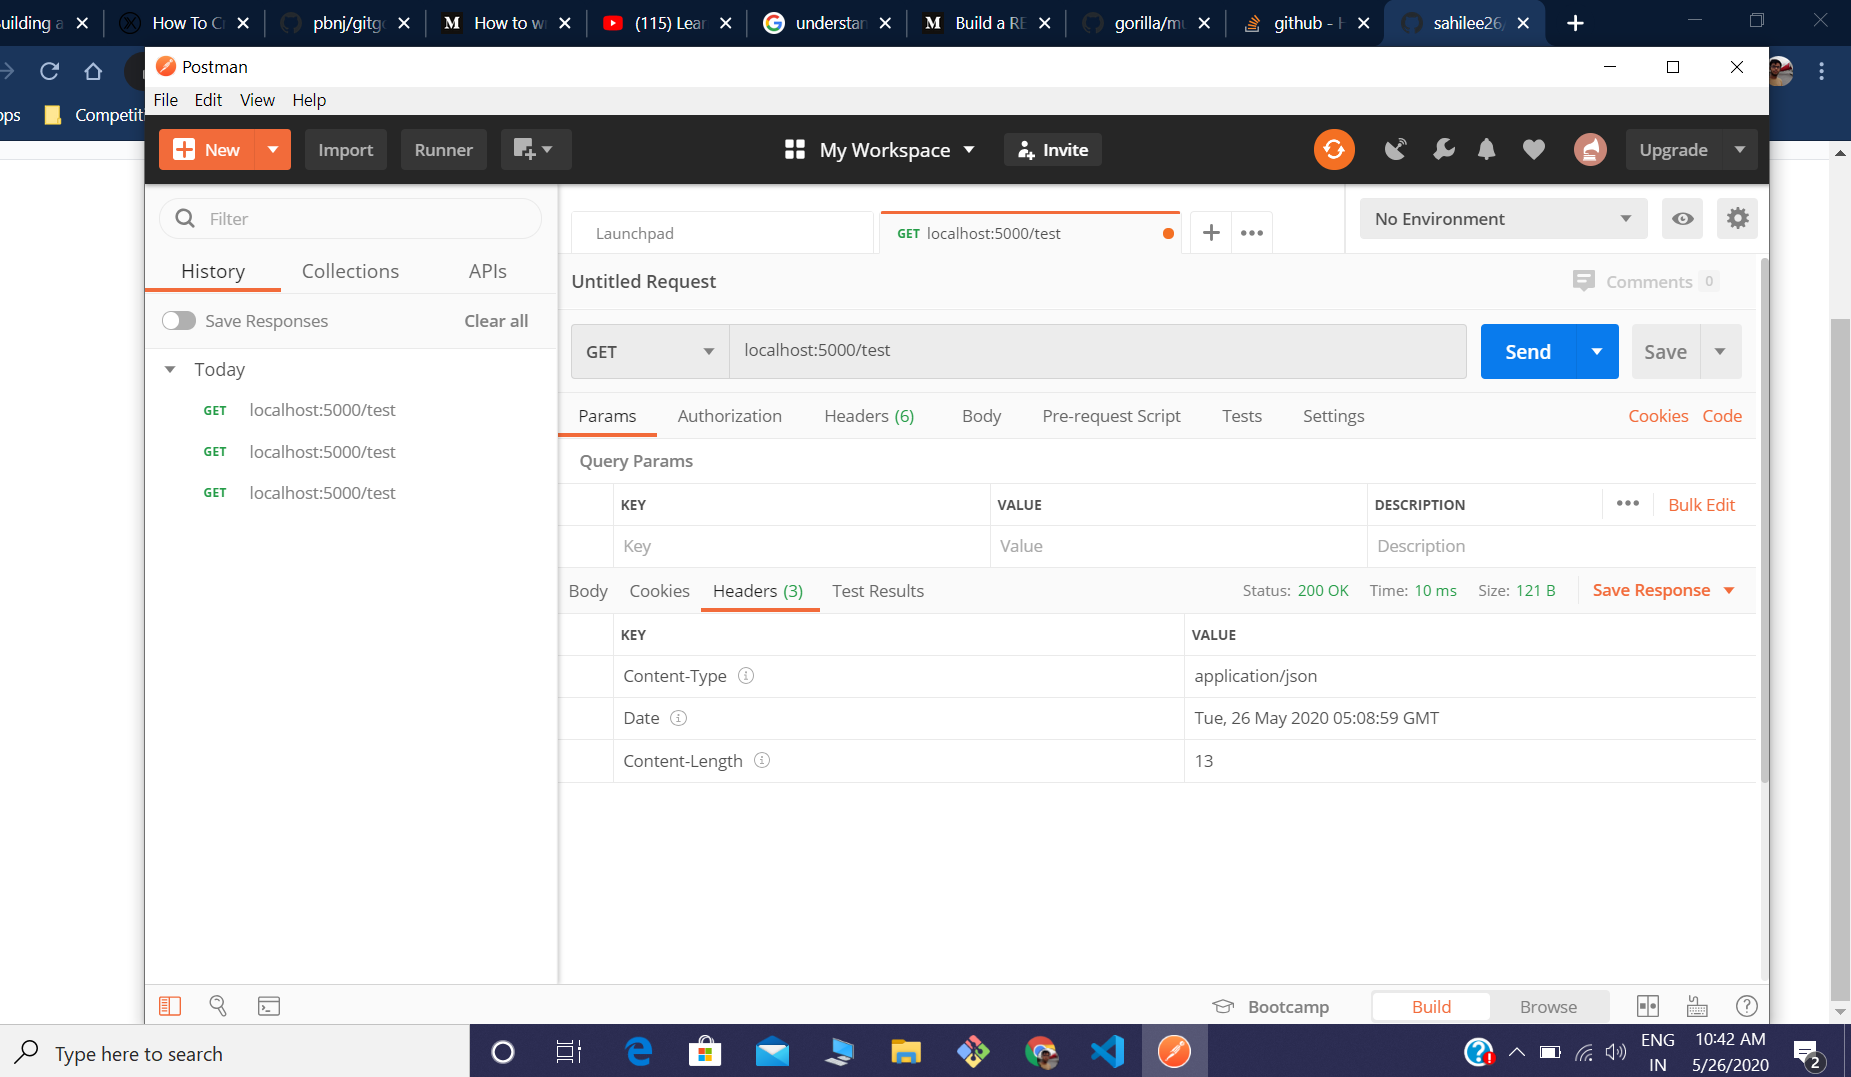 uilding a
How To C
pbnj/gitg
How to w
(115) Lear
understan
Build a RE
gorilla/mu
github - H
sahilee26/
Postman
ops
Competiti
File Edit View Help
New Import Runner My Workspace Invite Upgrade
Filter
Launchpad
GET localhost:5000/test
No Environment
History Collections APIs
Untitled Request
Comments 0
Save Responses Clear all
GET localhost:5000/test Send Save
Today
GET localhost:5000/test
GET localhost:5000/test
GET localhost:5000/test
Params Authorization Headers (6) Body Pre-request Script Tests Settings Cookies Code
Query Params
KEY VALUE DESCRIPTION Bulk Edit
Key Value Description
Body Cookies Headers (3) Test Results Status: 200 OK Time: 10 ms Size: 121 B Save Response
KEY VALUE
Content-Type application/json
Date Tue, 26 May 2020 05:08:59 GMT
Content-Length 13
Bootcamp Build Browse
Type here to search
ENG
IN
10:42 AM
5/26/2020
2